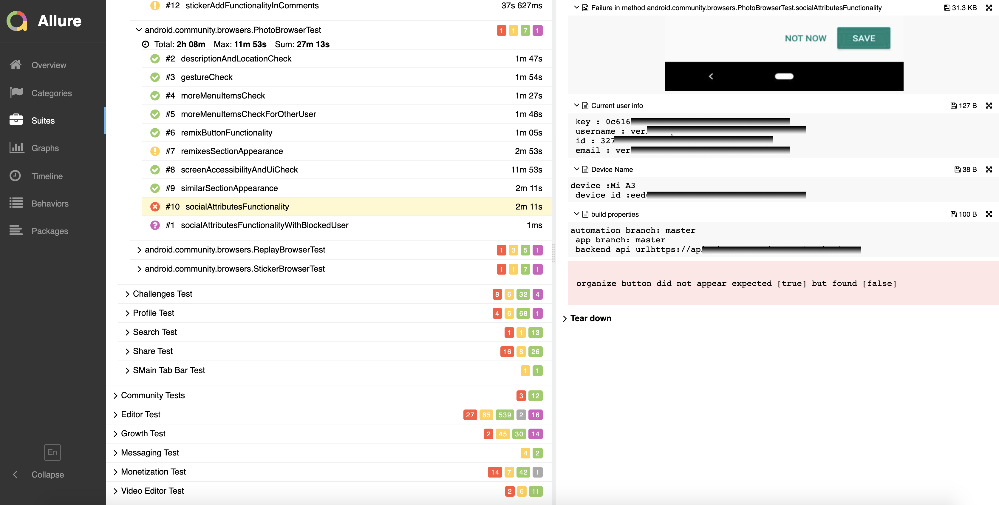 Allure
Overview
Categories
Suites
Graphs
Timeline
Behaviors
Packages
En
Collapse
#12 stickerAddFunctionalityInComments 37s 627ms
android.community.browsers.PhotoBrowserTest 1 1 7 1
Total: 2h 08m Max: 11m 53s Sum: 27m 13s
#2 descriptionAndLocationCheck 1m 47s
#3 gestureCheck 1m 54s
#4 moreMenuItemsCheck 1m 27s
#5 moreMenuItemsCheckForOtherUser 1m 48s
#6 remixButtonFunctionality 1m 05s
#7 remixesSectionAppearance 2m 53s
#8 screenAccessibilityAndUiCheck 11m 53s
#9 similarSectionAppearance 2m 11s
#10 socialAttributesFunctionality 2m 11s
#1 socialAttributesFunctionalityWithBlockedUser 1ms
android.community.browsers.ReplayBrowserTest 1 3 5 1
android.community.browsers.StickerBrowserTest 1 1 7 1
Challenges Test 8 6 32 4
Profile Test 4 6 68 1
Search Test 1 1 13
Share Test 16 8 26
SMain Tab Bar Test 1 1
Community Tests 3 12
Editor Test 27 85 539 2 16
Growth Test 2 45 30 14
Messaging Test 4 2
Monetization Test 14 7 42 1
Video Editor Test 2 6 11
Failure in method android.community.browsers.PhotoBrowserTest.socialAttributesFunctionality 31.3 KB
NOT NOW SAVE
Current user info 127 B
key : 0c616
username : ver
id : 327
email : ver
Device Name 38 B
device :Mi A3
device id :eed
build properties 100 B
automation branch: master
app branch: master
backend api urlhttps://api
organize button did not appear expected [true] but found [false]
Tear down